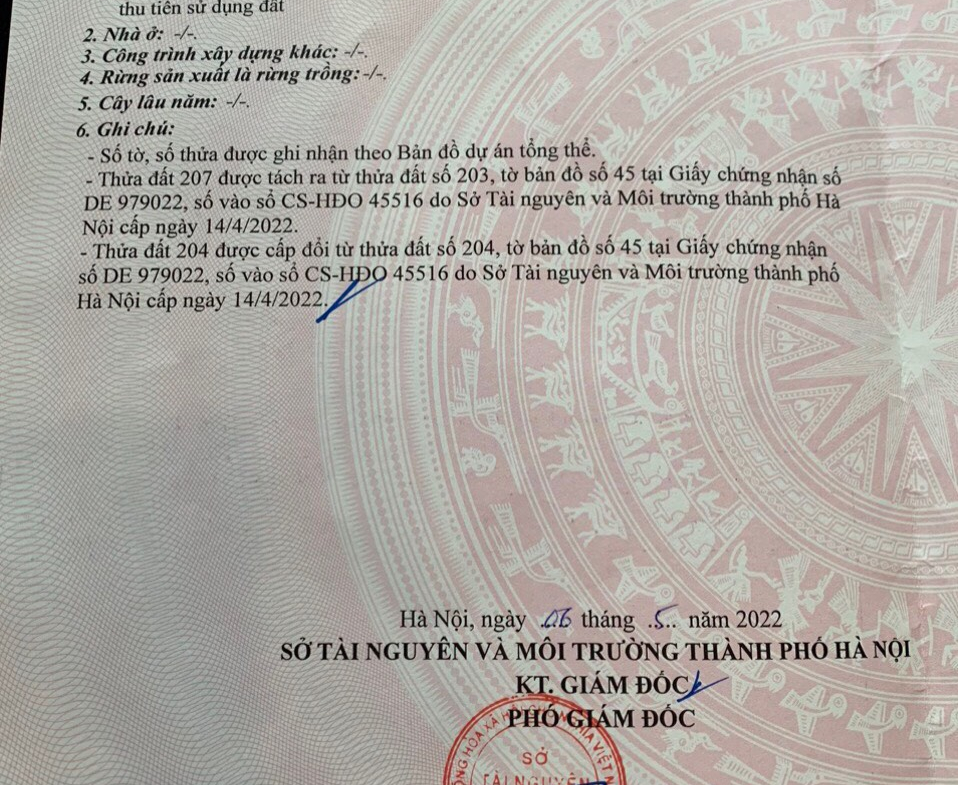 thu tiền sử dụng đất
2. Nhà ở: -/-.
3. Công trình xây dựng khác: -/-.
4. Rừng sản xuất là rừng trồng: -/-.
5. Cây lâu năm: -/-.
6. Ghi chú:
- Số tờ, số thửa được ghi nhận theo Bản đồ dự án tổng thể.
- Thửa đất 207 được tách ra từ thửa đất số 203, tờ bản đồ số 45 tại Giấy chứng nhận số
DE 979022, số vào sổ CS-HĐO 45516 do Sở Tài nguyên và Môi trường thành phố Hà
Nội cấp ngày 14/4/2022.
- Thửa đất 204 được cấp đổi từ thửa đất số 204, tờ bản đồ số 45 tại Giấy chứng nhận
số DE 979022, số vào sổ CS-HĐO 45516 do Sở Tài nguyên và Môi trường thành phố
Hà Nội cấp ngày 14/4/2022.
Hà Nội, ngày .06 tháng .5.. năm 2022
SỞ TÀI NGUYÊN VÀ MÔI TRƯỜNG THÀNH PHỐ HÀ NỘI
KT. GIÁM ĐỐC
PHÓ GIÁM ĐỐC
SỞ
TÀI NGUYÊN